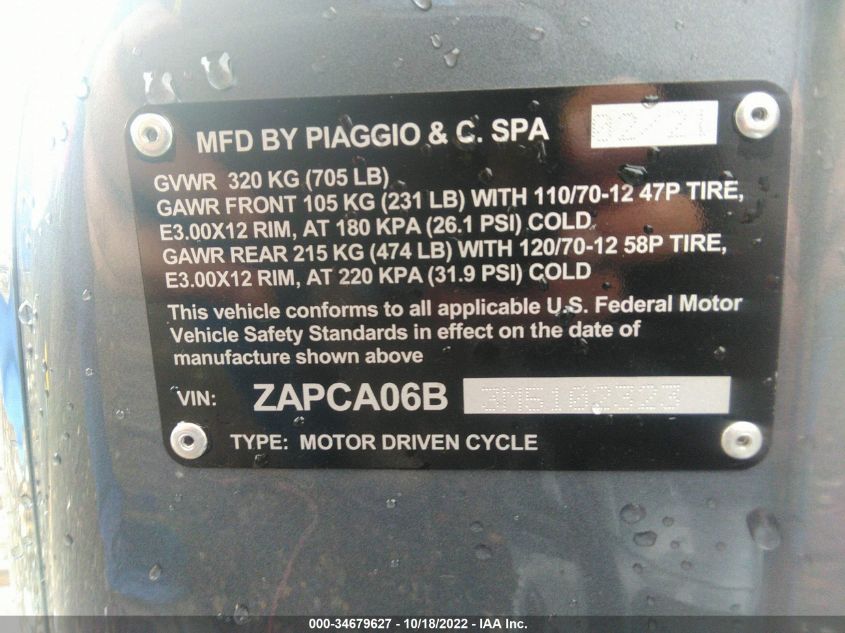 MFD BY PIAGGIO & C. SPA 02/21
GVWR 320 KG (705 LB)
GAWR FRONT 105 KG (231 LB) WITH 110/70-12 47P TIRE,
E3.00X12 RIM, AT 180 KPA (26.1 PSI) COLD
GAWR REAR 215 KG (474 LB) WITH 120/70-12 58P TIRE,
E3.00X12 RIM, AT 220 KPA (31.9 PSI) COLD
This vehicle conforms to all applicable U.S. Federal Motor
Vehicle Safety Standards in effect on the date of
manufacture shown above
VIN: ZAPCA06B 3M5102323
TYPE: MOTOR DRIVEN CYCLE
000-34679627 - 10/18/2022 - IAA Inc.